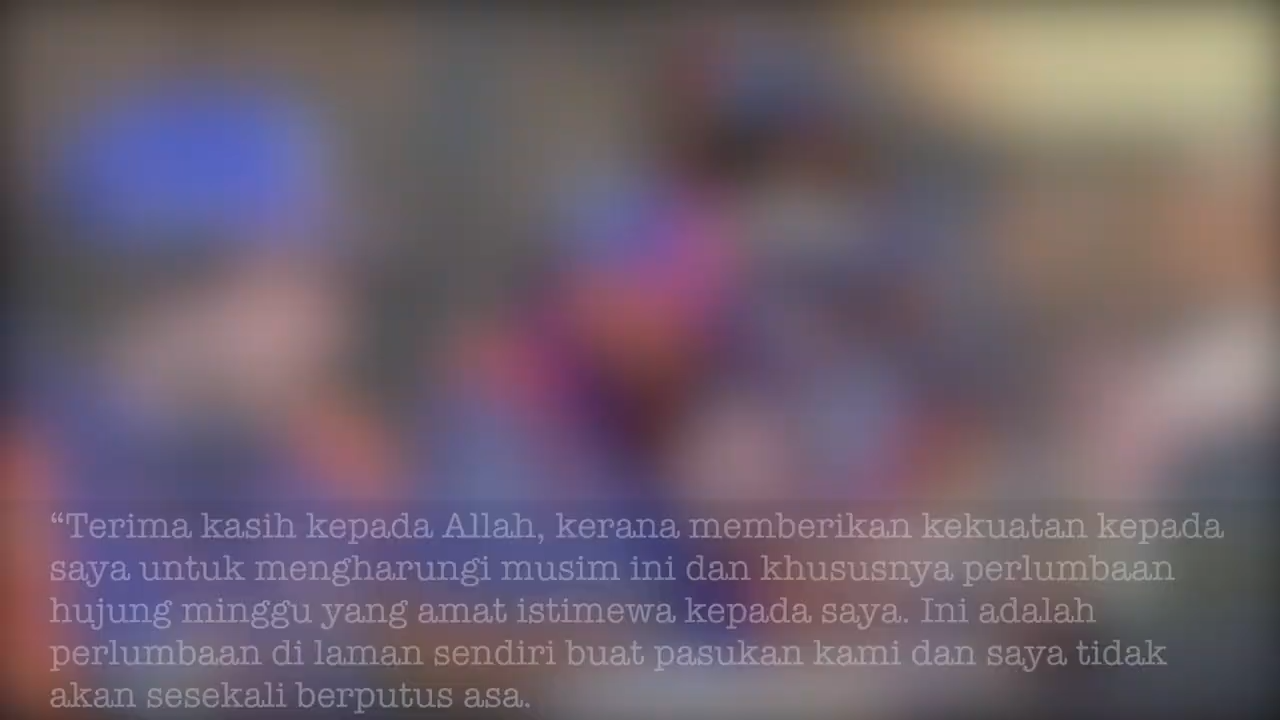 “Terima kasih kepada Allah, kerana memberikan kekuatan kepada
saya untuk mengharungi musim ini dan khususnya perlumbaan
hujung minggu yang amat istimewa kepada saya. Ini adalah
perlumbaan di laman sendiri buat pasukan kami dan saya tidak
akan sesekali berputus asa.